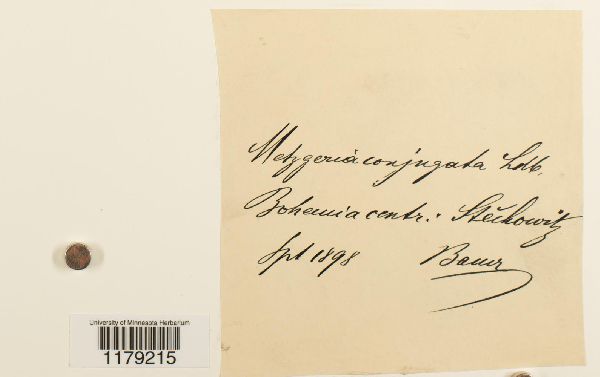 Metzgeria conjugata Ldb.
Bohemia centr.: Stěchowitz
Spt 1898 Bauer
University of Minnesota Herbarium
1179215